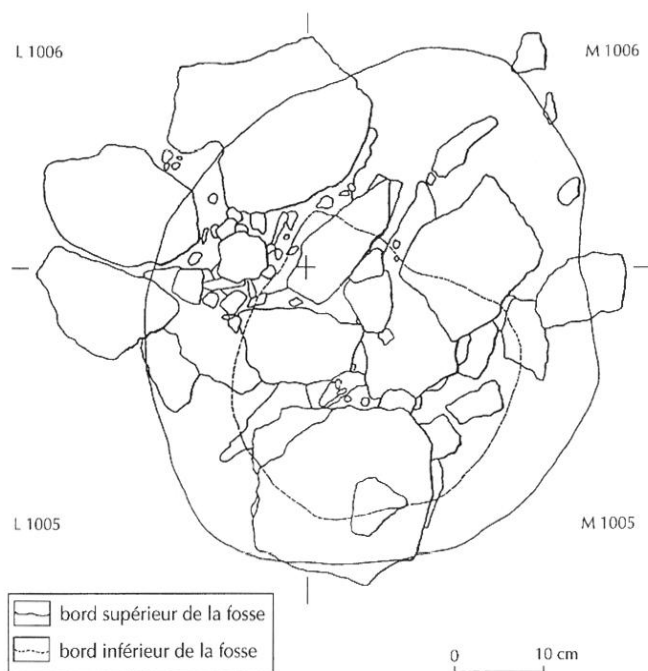 L 1006
M 1006
L 1005
M 1005
bord supérieur de la fosse
bord inférieur de la fosse
0 10 cm